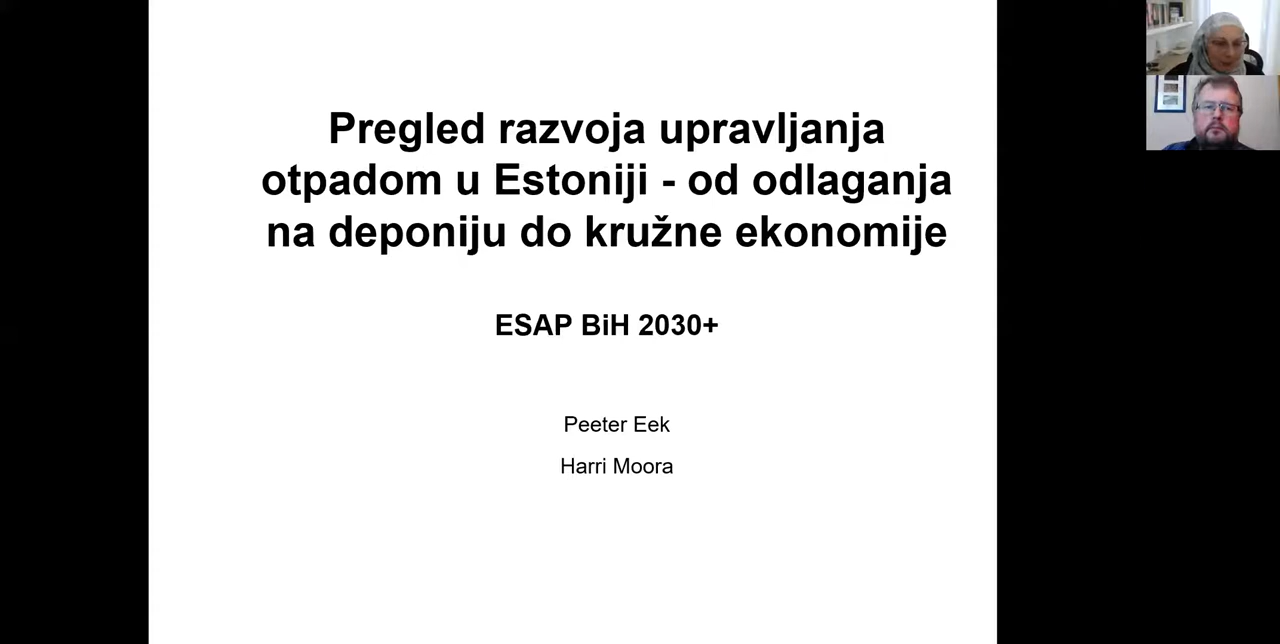 Pregled razvoja upravljanja
otpadom u Estoniji - od odlaganja
na deponiju do kružne ekonomije
ESAP BiH 2030+
Peeter Eek
Harri Moora